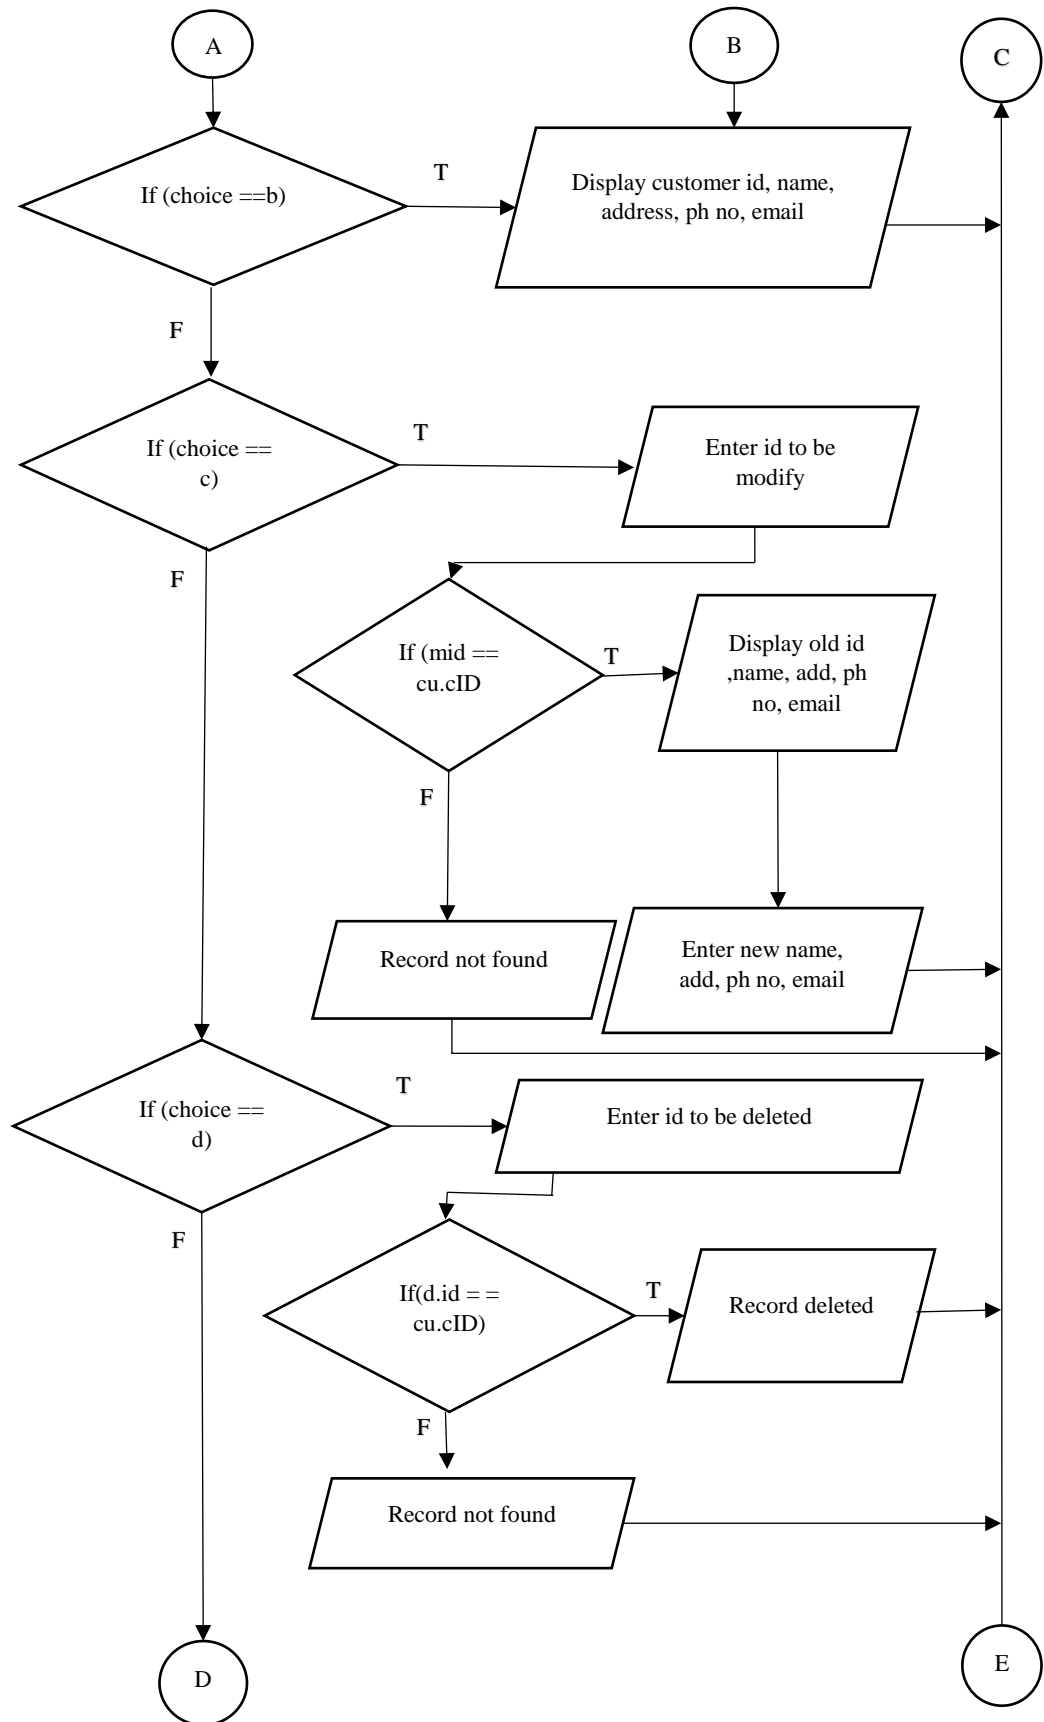 A
B
C
If (choice ==b)
T
Display customer id, name,
address, ph no, email
F
If (choice ==
c)
T
Enter id to be
modify
F
If (mid ==
cu.cID
T
Display old id
,name, add, ph
no, email
F
Record not found
Enter new name,
add, ph no, email
If (choice ==
d)
T
Enter id to be deleted
F
If(d.id = =
cu.cID)
T
Record deleted
F
Record not found
D
E